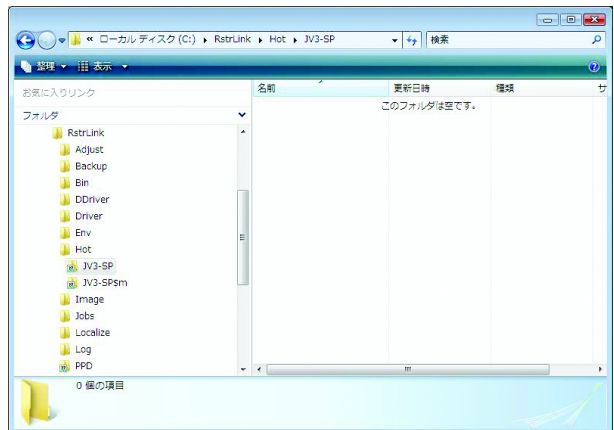 « ローカル ディスク (C:) ▸ RstrLink ▸ Hot ▸ JV3-SP
検索
整理 表示
お気に入りリンク
フォルダ
RstrLink
Adjust
Backup
Bin
DDriver
Driver
Env
Hot
JV3-SP
JV3-SP$m
Image
Jobs
Localize
Log
PPD
名前 更新日時 種類 サ
このフォルダは空です。
0 個の項目